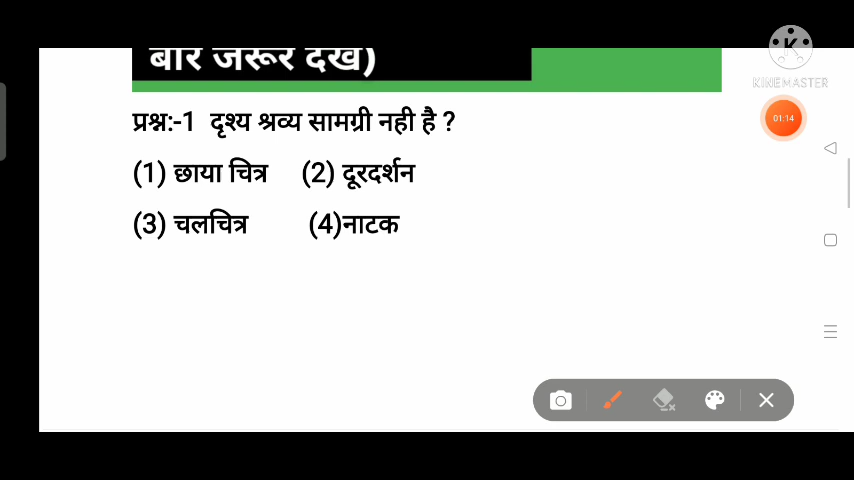 बार जरूर देखे)
KINEMASTER
प्रश्न:-1 दृश्य श्रव्य सामग्री नही है ?
01:14
(1) छाया चित्र (2) दूरदर्शन
(3) चलचित्र (4)नाटक